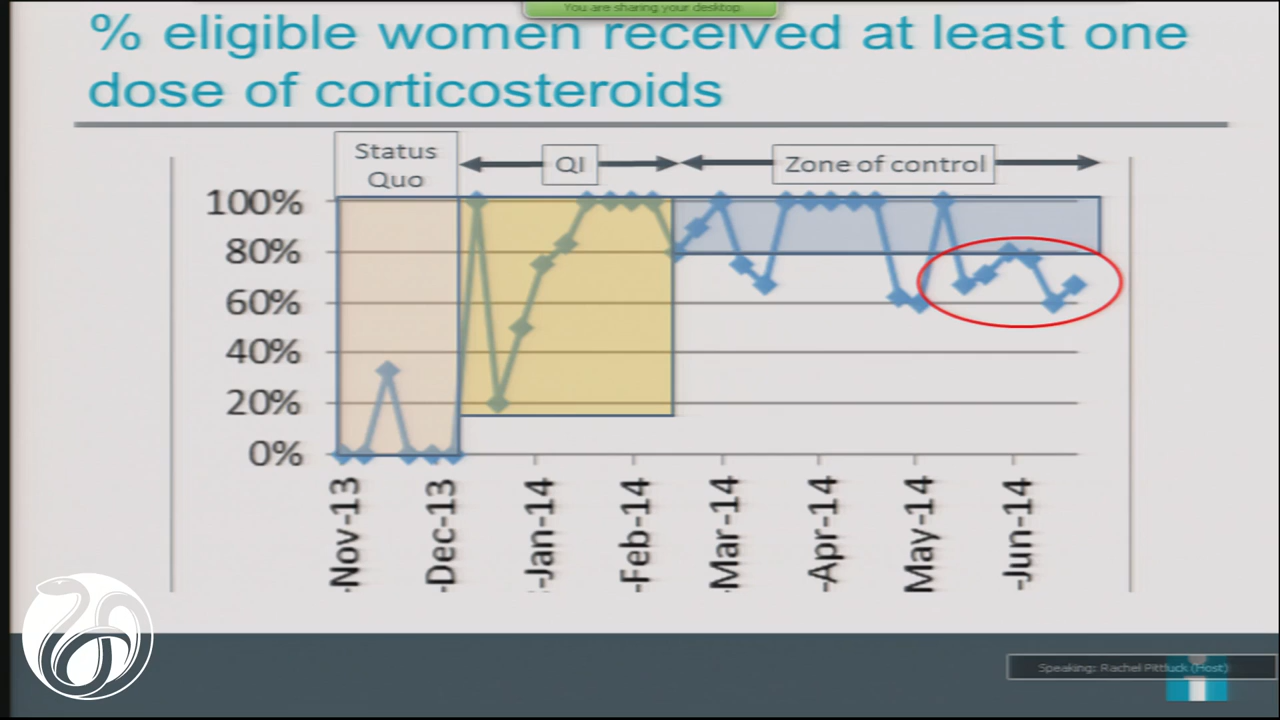 You are sharing your desktop
% eligible women received at least one
dose of corticosteroids
Status
Quo
QI
Zone of control
100%
80%
60%
40%
20%
0%
-Nov-13
-Dec-13
-Jan-14
-Feb-14
-Mar-14
-Apr-14
May-14
-Jun-14
Speaking: Rachel Pittluck (Host)